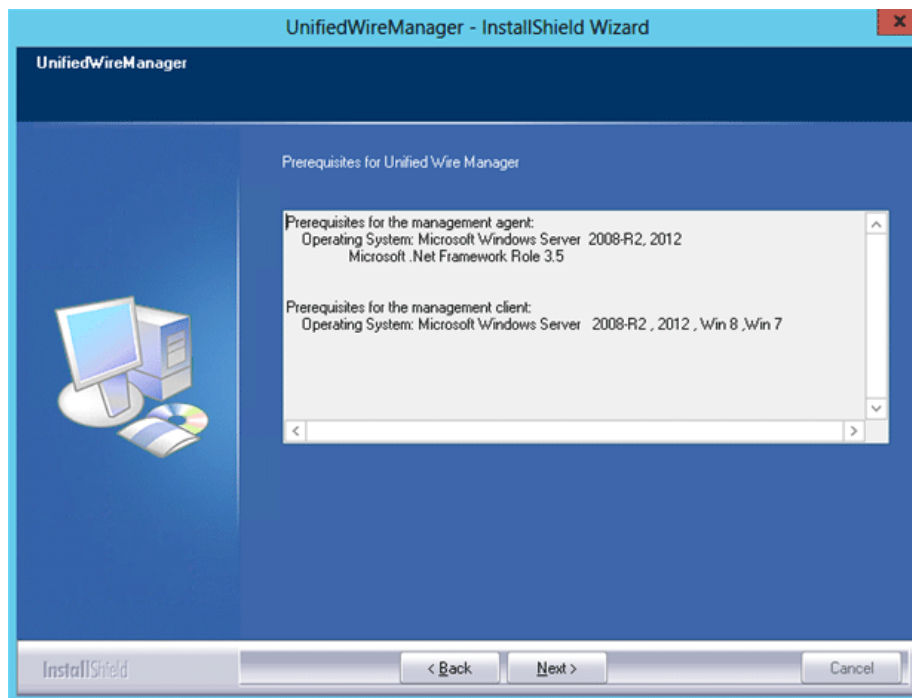 UnifiedWireManager - InstallShield Wizard
UnifiedWireManager
Prerequisites for Unified Wire Manager
Prerequisites for the management agent:
Operating System: Microsoft Windows Server 2008-R2, 2012
Microsoft .Net Framework Role 3.5
Prerequisites for the management client:
Operating System: Microsoft Windows Server 2008-R2 , 2012 , Win 8 ,Win 7
InstallShield
< Back
Next >
Cancel